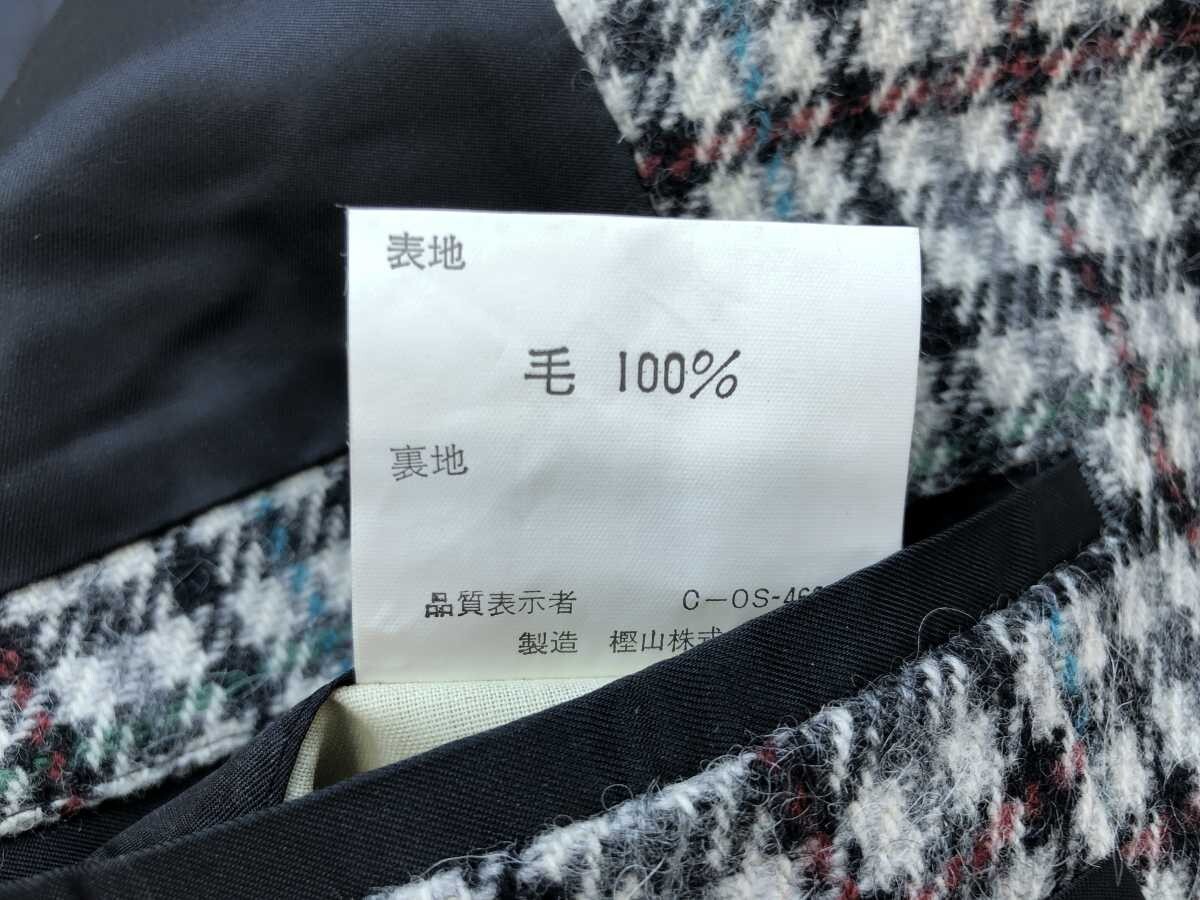 表地
毛 100%
裏地
品質表示者 C-OS-46
製造 樫山株式